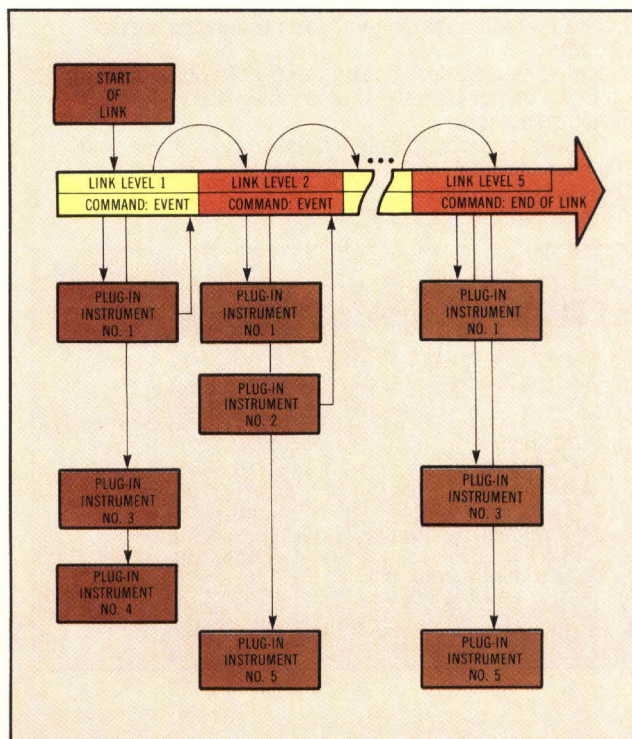 START
OF
LINK
LINK LEVEL 1
LINK LEVEL 2
LINK LEVEL 5
COMMAND: EVENT
COMMAND: EVENT
COMMAND: END OF LINK
PLUG-IN
INSTRUMENT
NO. 1
PLUG-IN
INSTRUMENT
NO. 1
PLUG-IN
INSTRUMENT
NO. 1
PLUG-IN
INSTRUMENT
NO. 2
PLUG-IN
INSTRUMENT
NO. 3
PLUG-IN
INSTRUMENT
NO. 3
PLUG-IN
INSTRUMENT
NO. 4
PLUG-IN
INSTRUMENT
NO. 5
PLUG-IN
INSTRUMENT
NO. 5